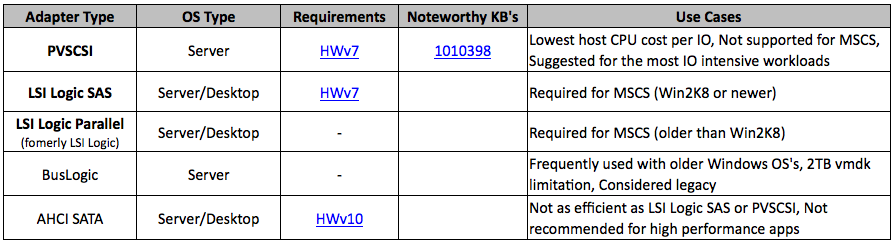 Adapter Type OS Type Requirements Noteworthy KB's Use Cases
PVSCSI Server HWv7 1010398 Lowest host CPU cost per IO, Not supported for MSCS,
Suggested for the most IO intensive workloads
LSI Logic SAS Server/Desktop HWv7 Required for MSCS (Win2K8 or newer)
LSI Logic Parallel
(fomerly LSI Logic) Server/Desktop - Required for MSCS (older than Win2K8)
BusLogic Server - Frequently used with older Windows OS's, 2TB vmdk
limitation, Considered legacy
AHCI SATA Server/Desktop HWv10 Not as efficient as LSI Logic SAS or PVSCSI, Not
recommended for high performance apps